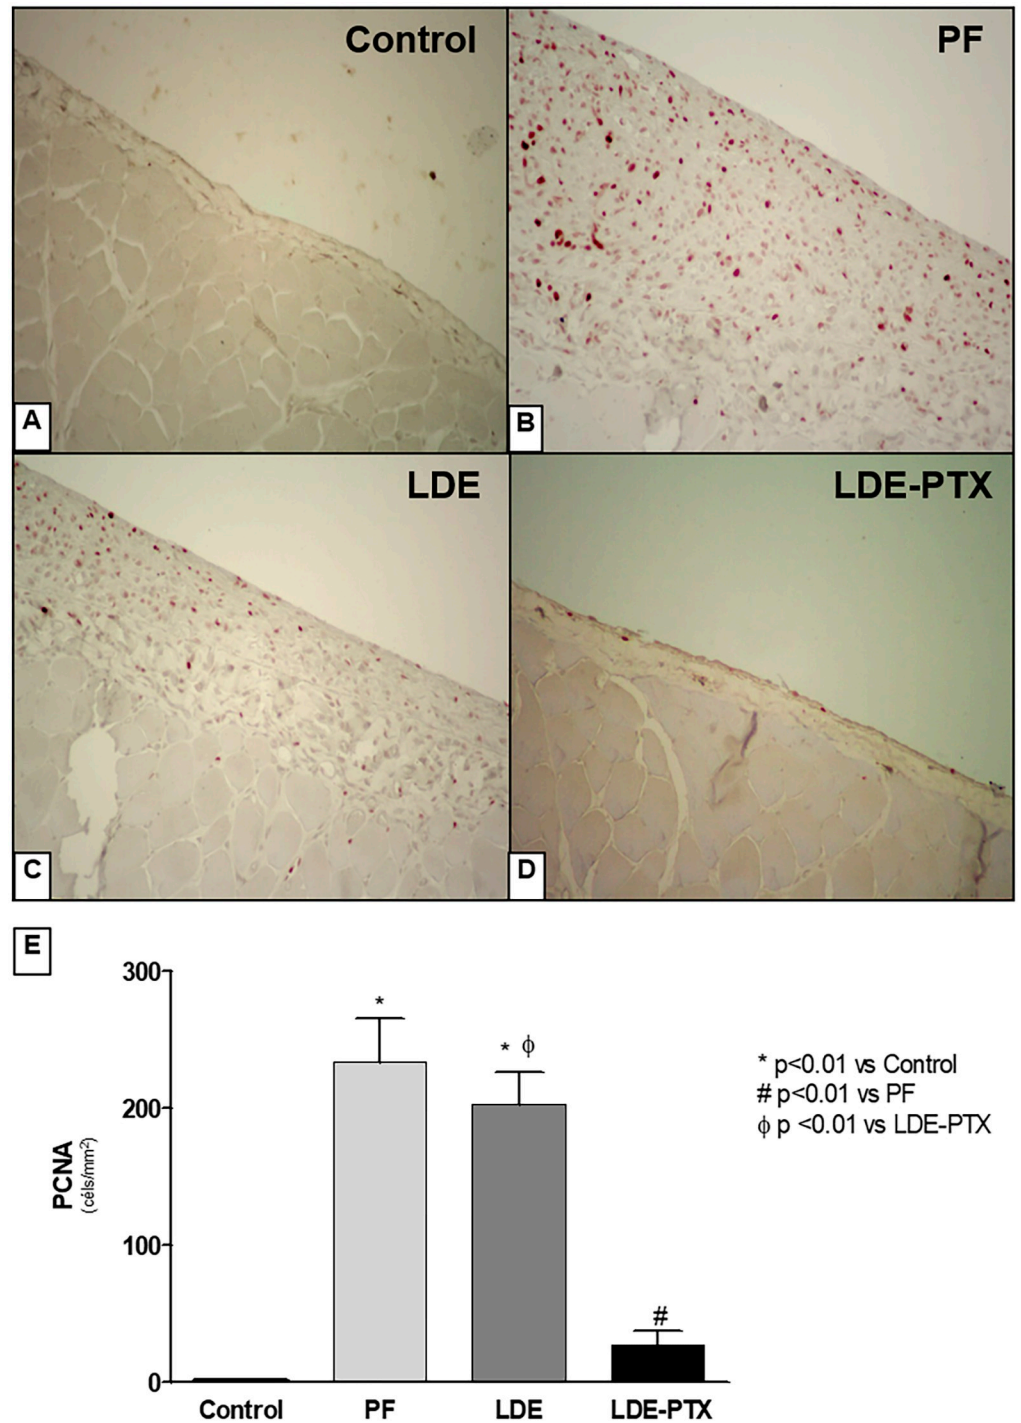 Control
PF
A
B
LDE
LDE-PTX
C
D
E
300
*
* ϕ
200
PCNA
(céls/mm²)
100
#
0
Control PF LDE LDE-PTX
* p<0.01 vs Control
# p<0.01 vs PF
ϕ p <0.01 vs LDE-PTX